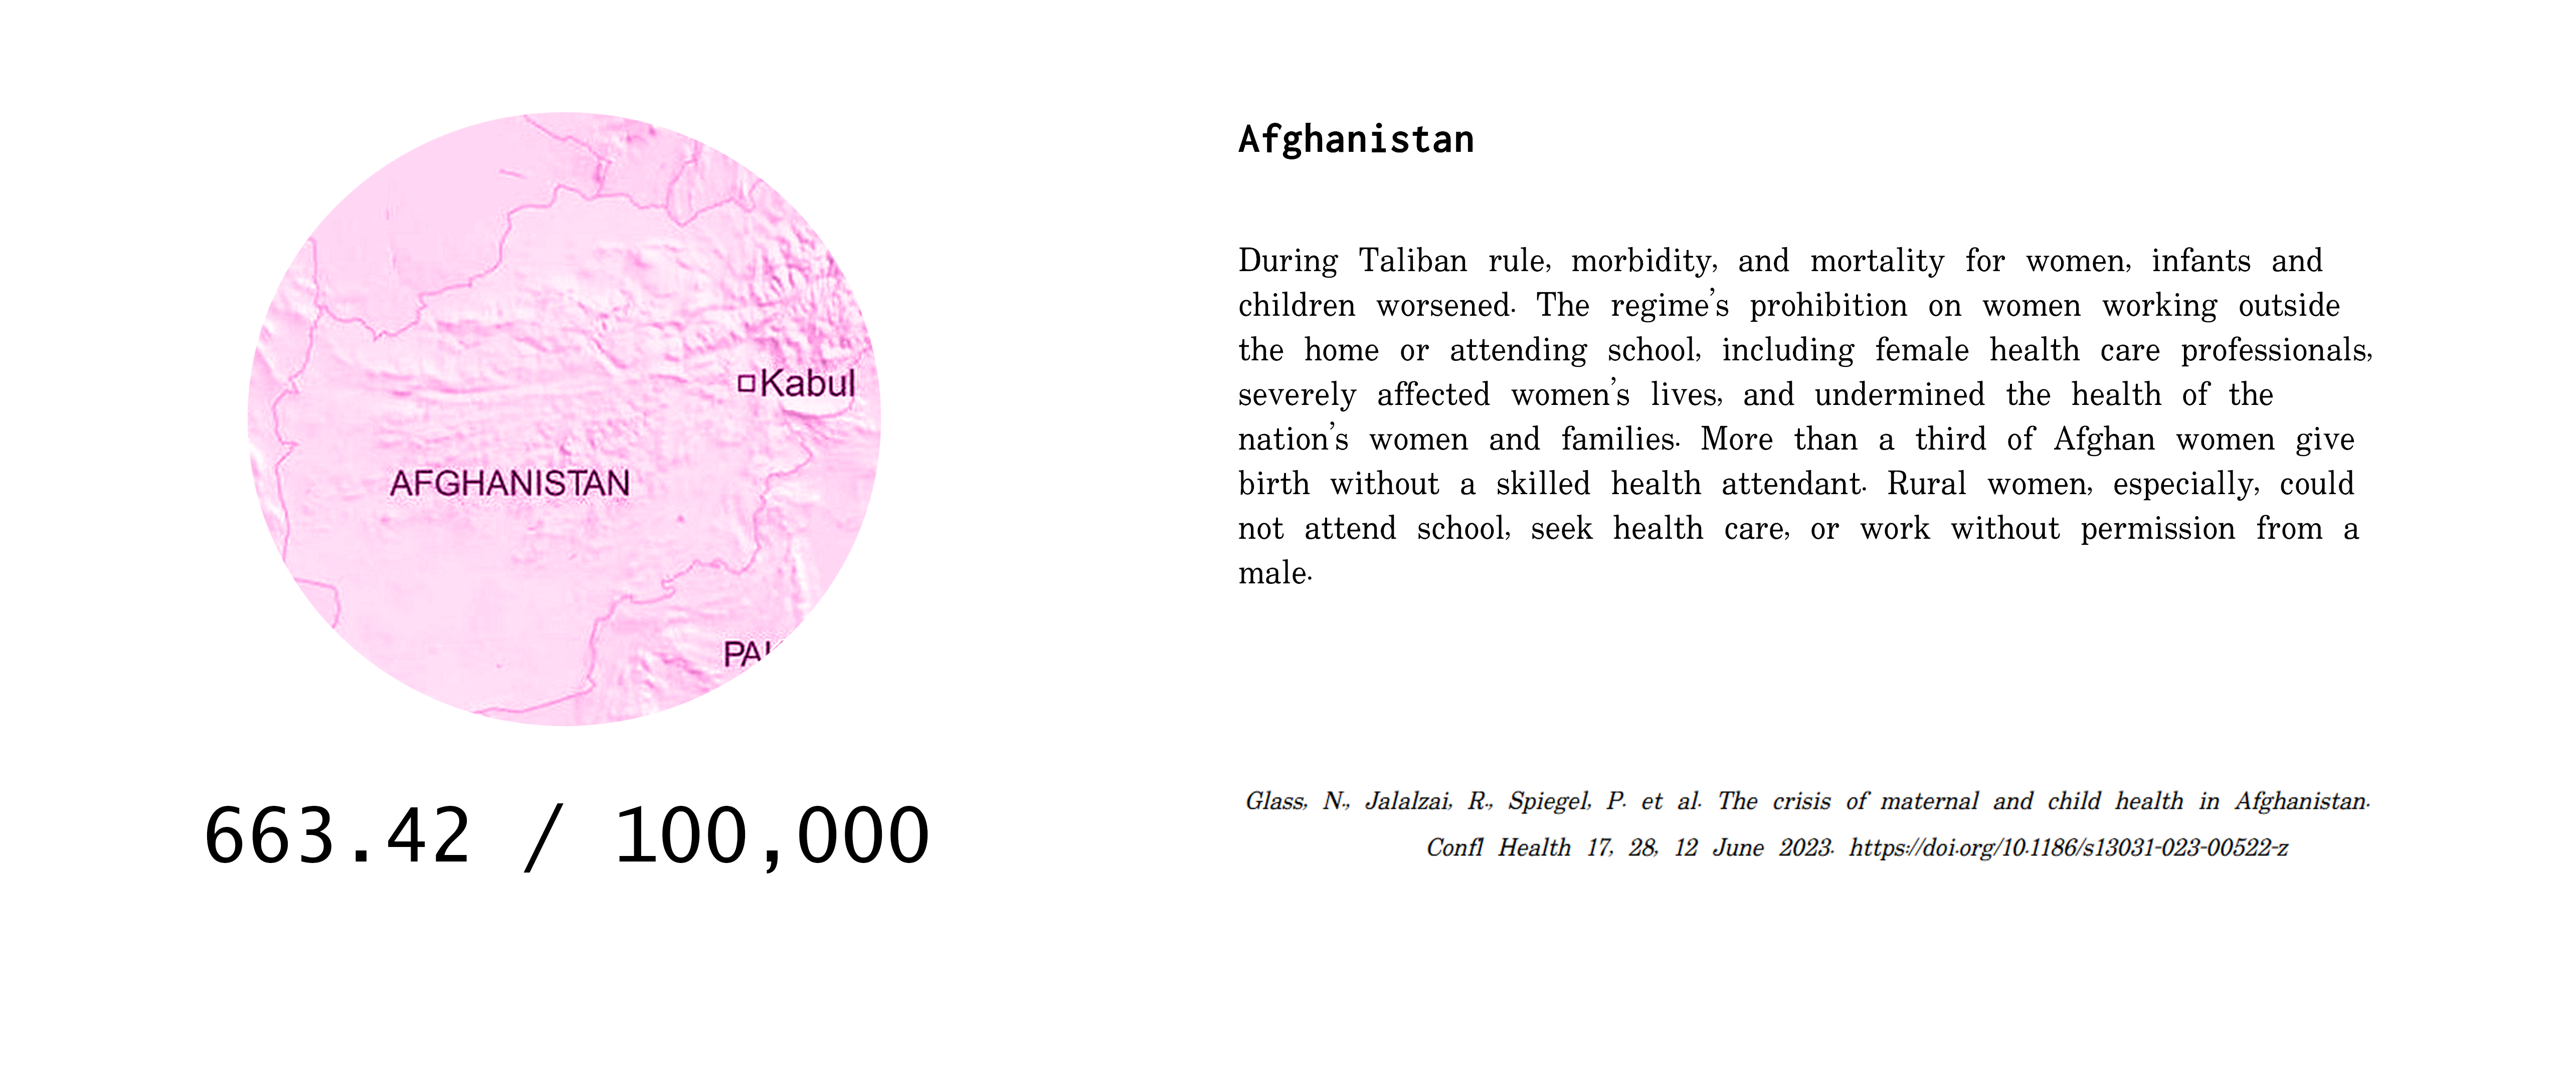 Afghanistan
During Taliban rule, morbidity, and mortality for women, infants and
children worsened. The regime's prohibition on women working outside
the home or attending school, including female health care professionals,
severely affected women's lives, and undermined the health of the
nation's women and families. More than a third of Afghan women give
birth without a skilled health attendant. Rural women, especially, could
not attend school, seek health care, or work without permission from a
male.
Kabul
AFGHANISTAN
663.42 / 100,000
Glass, N., Jalalzai, R., Spiegel, P. et al. The crisis of maternal and child health in Afghanistan.
Confl Health 17, 28, 12 June 2023. https://doi.org/10.1186/s13031-023-00522-z